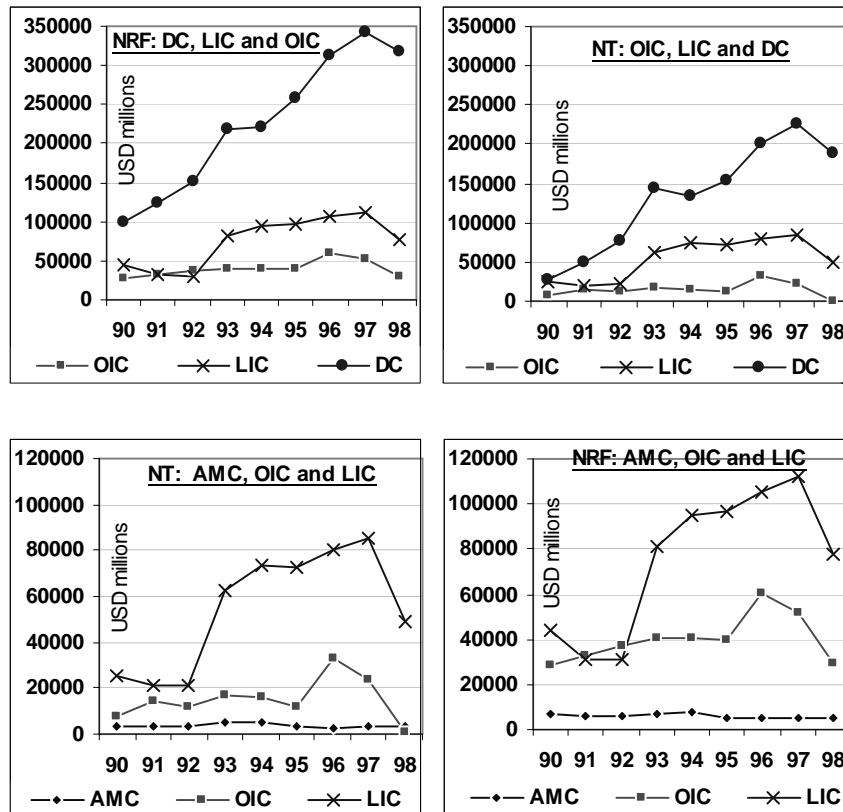 NRF: DC, LIC and OIC
USD millions
350000
300000
250000
200000
150000
100000
50000
0
90 91 92 93 94 95 96 97 98
OIC LIC DC
NT: OIC, LIC and DC
USD millions
350000
300000
250000
200000
150000
100000
50000
0
90 91 92 93 94 95 96 97 98
OIC LIC DC
NT: AMC, OIC and LIC
USD millions
120000
100000
80000
60000
40000
20000
0
90 91 92 93 94 95 96 97 98
AMC OIC LIC
NRF: AMC, OIC and LIC
USD millions
120000
100000
80000
60000
40000
20000
0
90 91 92 93 94 95 96 97 98
AMC OIC LIC